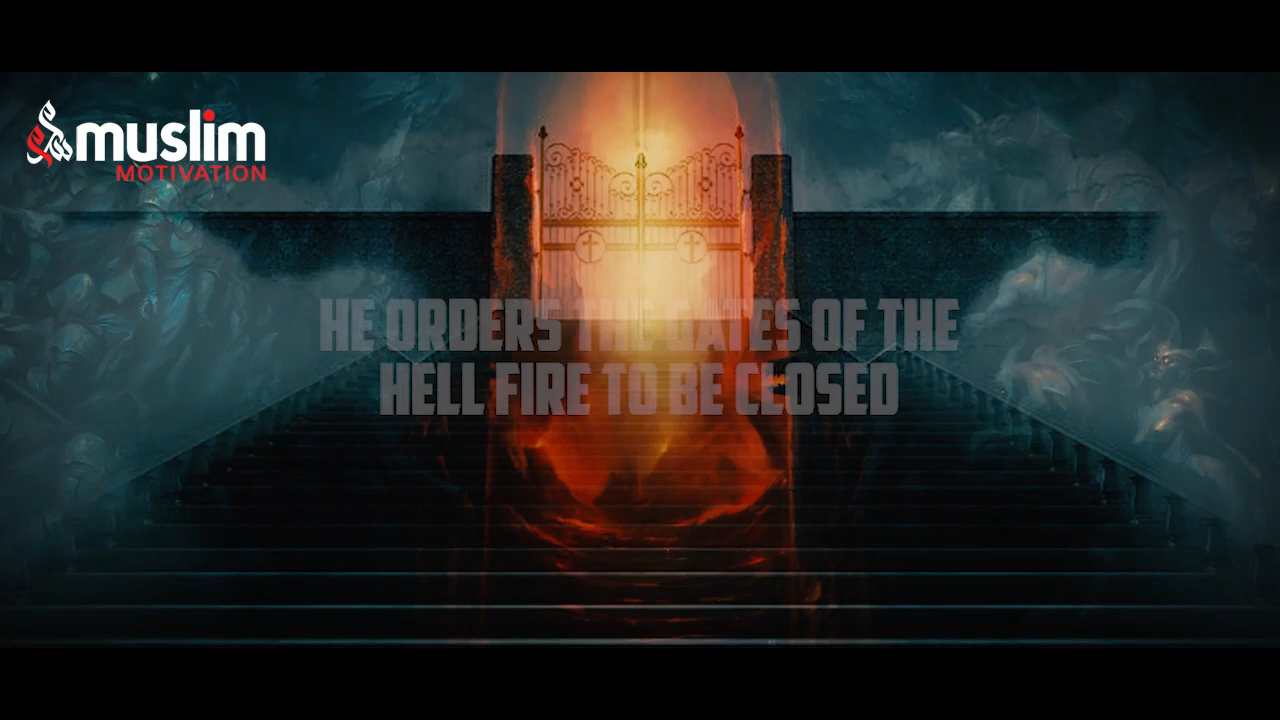 muslim
MOTIVATION
HE ORDERS THE GATES OF THE
HELL FIRE TO BE CLOSED